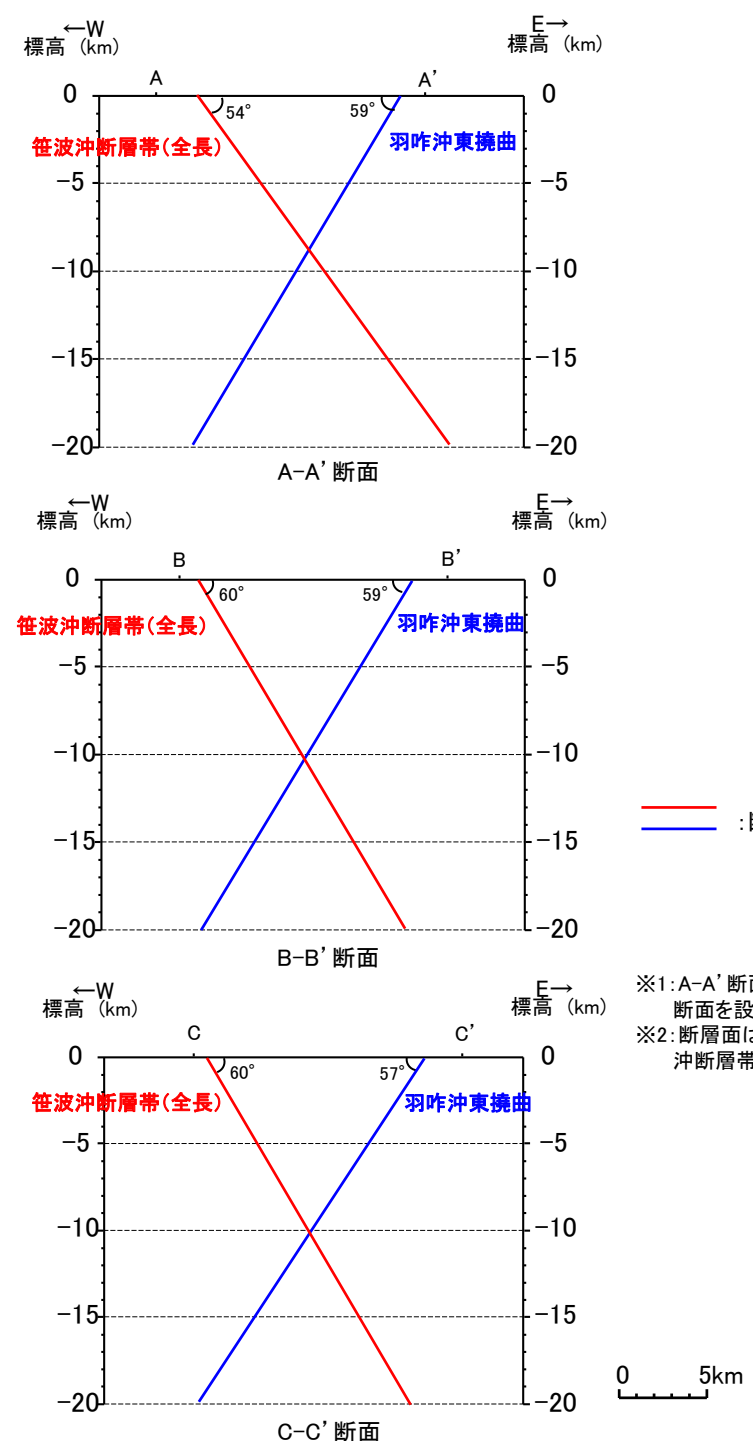 ←W
標高 (km)
E→
標高 (km)
A
A'
0
0
54°
59°
笹波沖断層帯(全長)
羽咋沖東撓曲
-5
-5
-10
-10
-15
-15
-20
-20
A-A'断面
←W
標高 (km)
E→
標高 (km)
B
B'
0
0
60°
59°
笹波沖断層帯(全長)
羽咋沖東撓曲
-5
-5
-10
-10
-15
-15
-20
-20
B-B'断面
←W
標高 (km)
E→
標高 (km)
C
C'
0
0
60°
57°
笹波沖断層帯(全長)
羽咋沖東撓曲
-5
-5
-10
-10
-15
-15
-20
-20
C-C'断面
:
※1:A-A'断
断面を設
※2:断層面
沖断層帯
0 5km